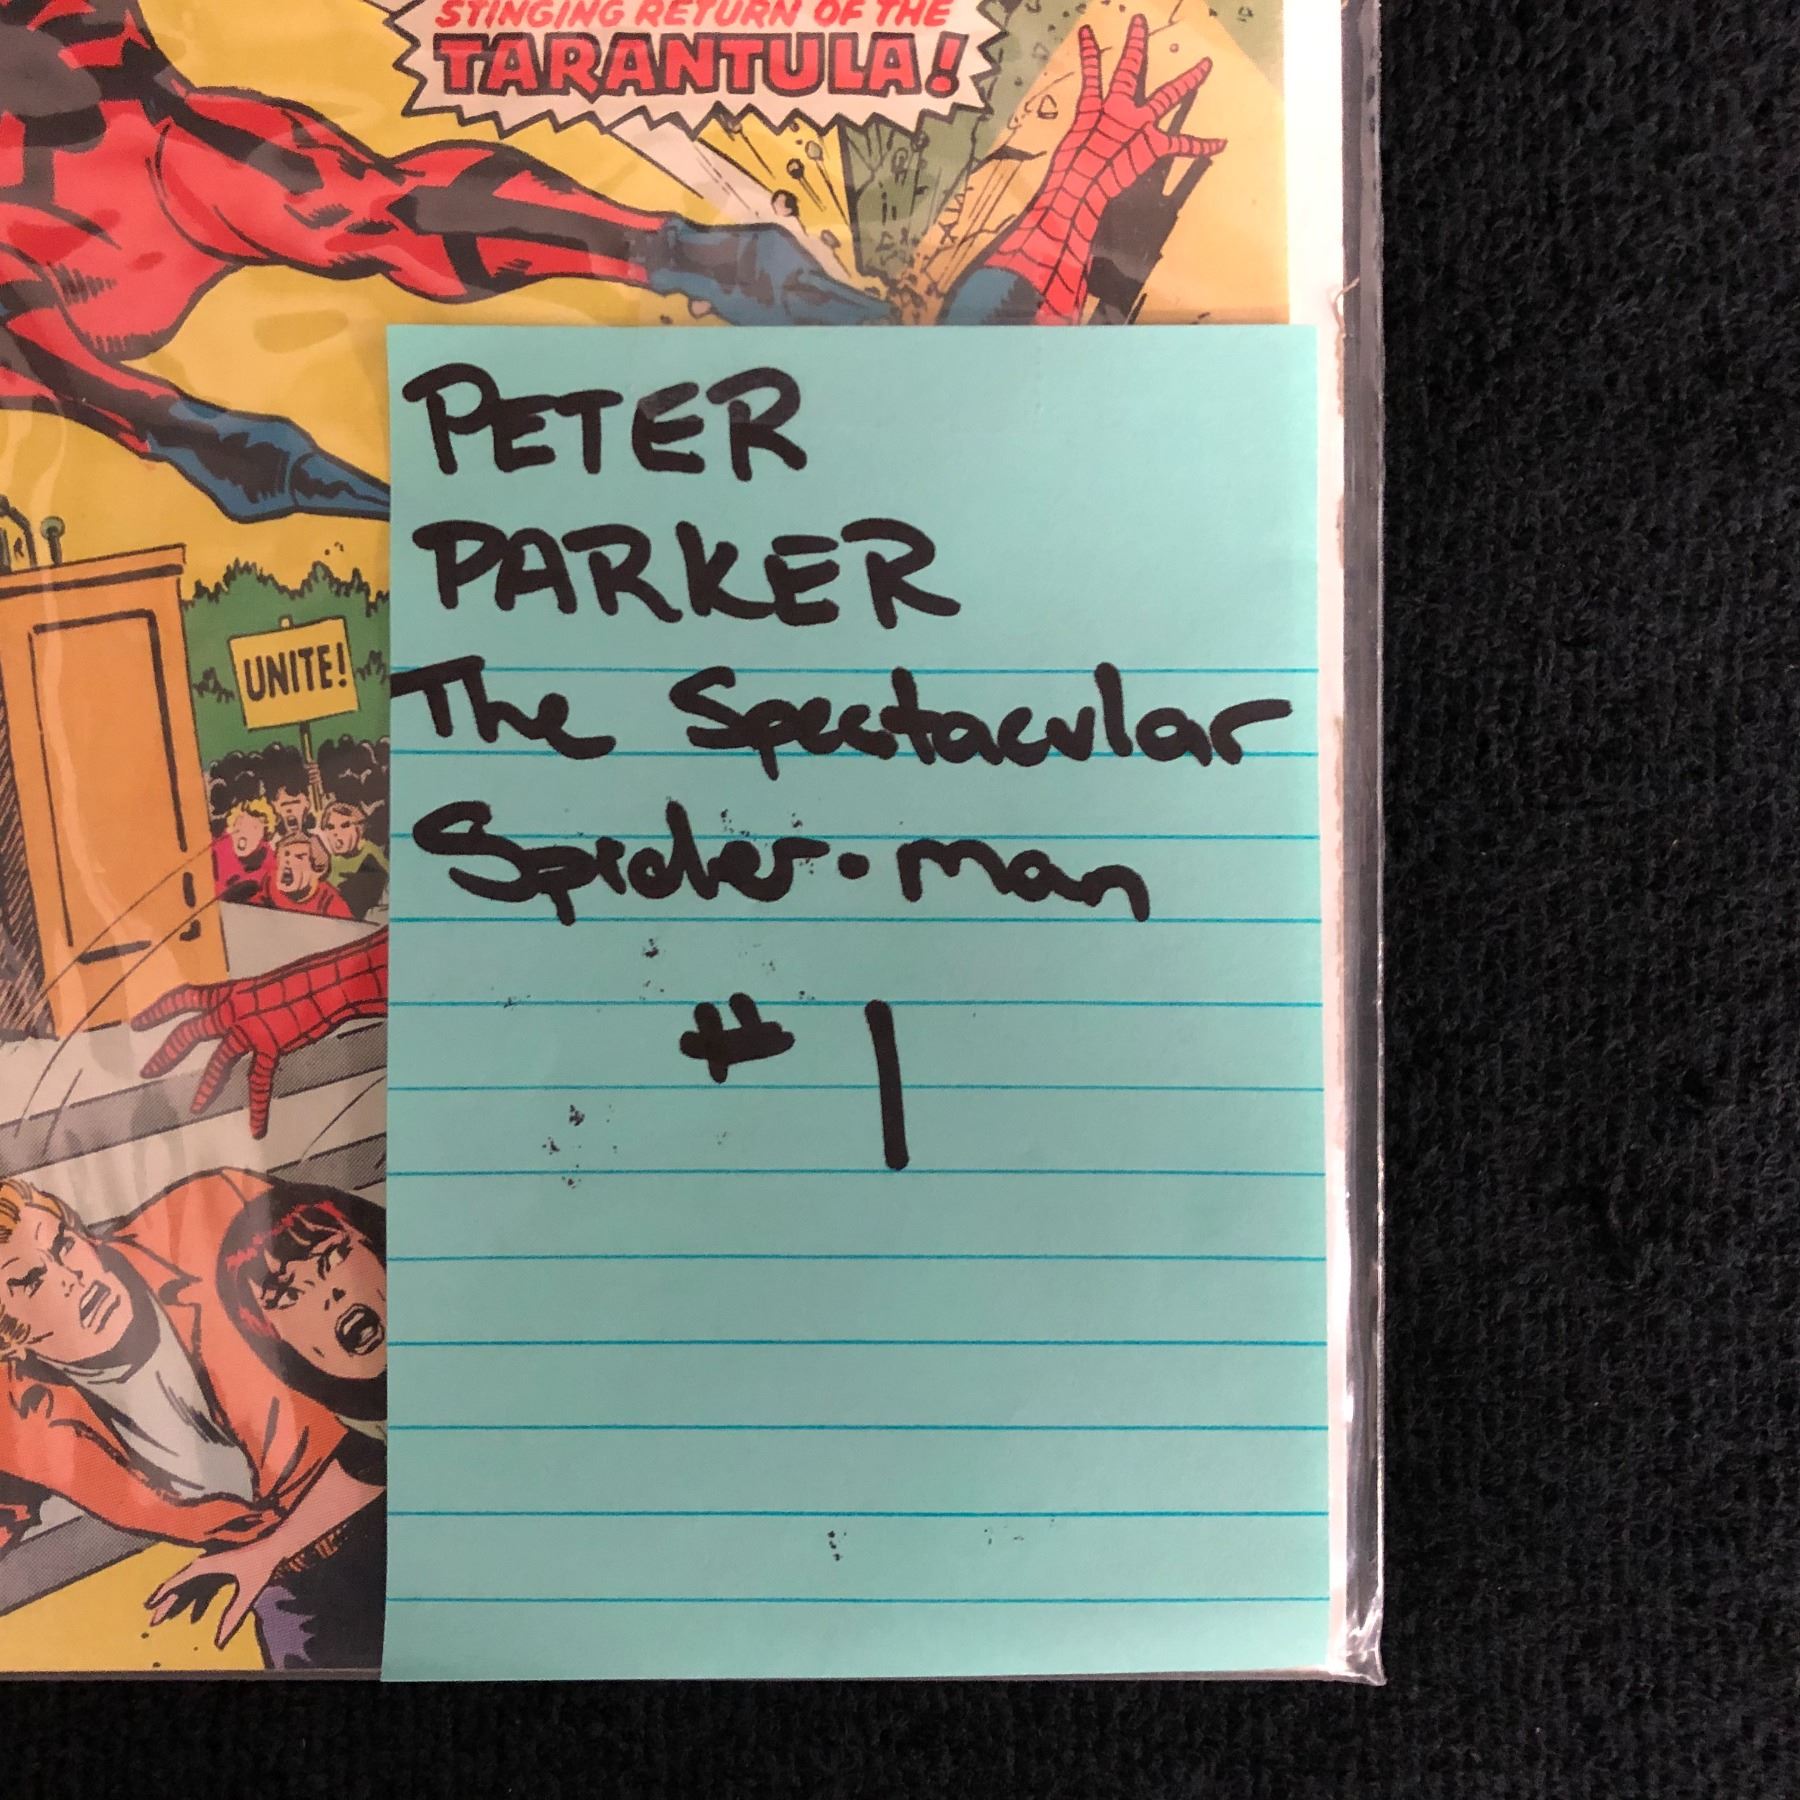 STINGING RETURN OF THE
TARANTULA!
UNITE!
PETER
PARKER
The Spectacular
Spider-man
#1